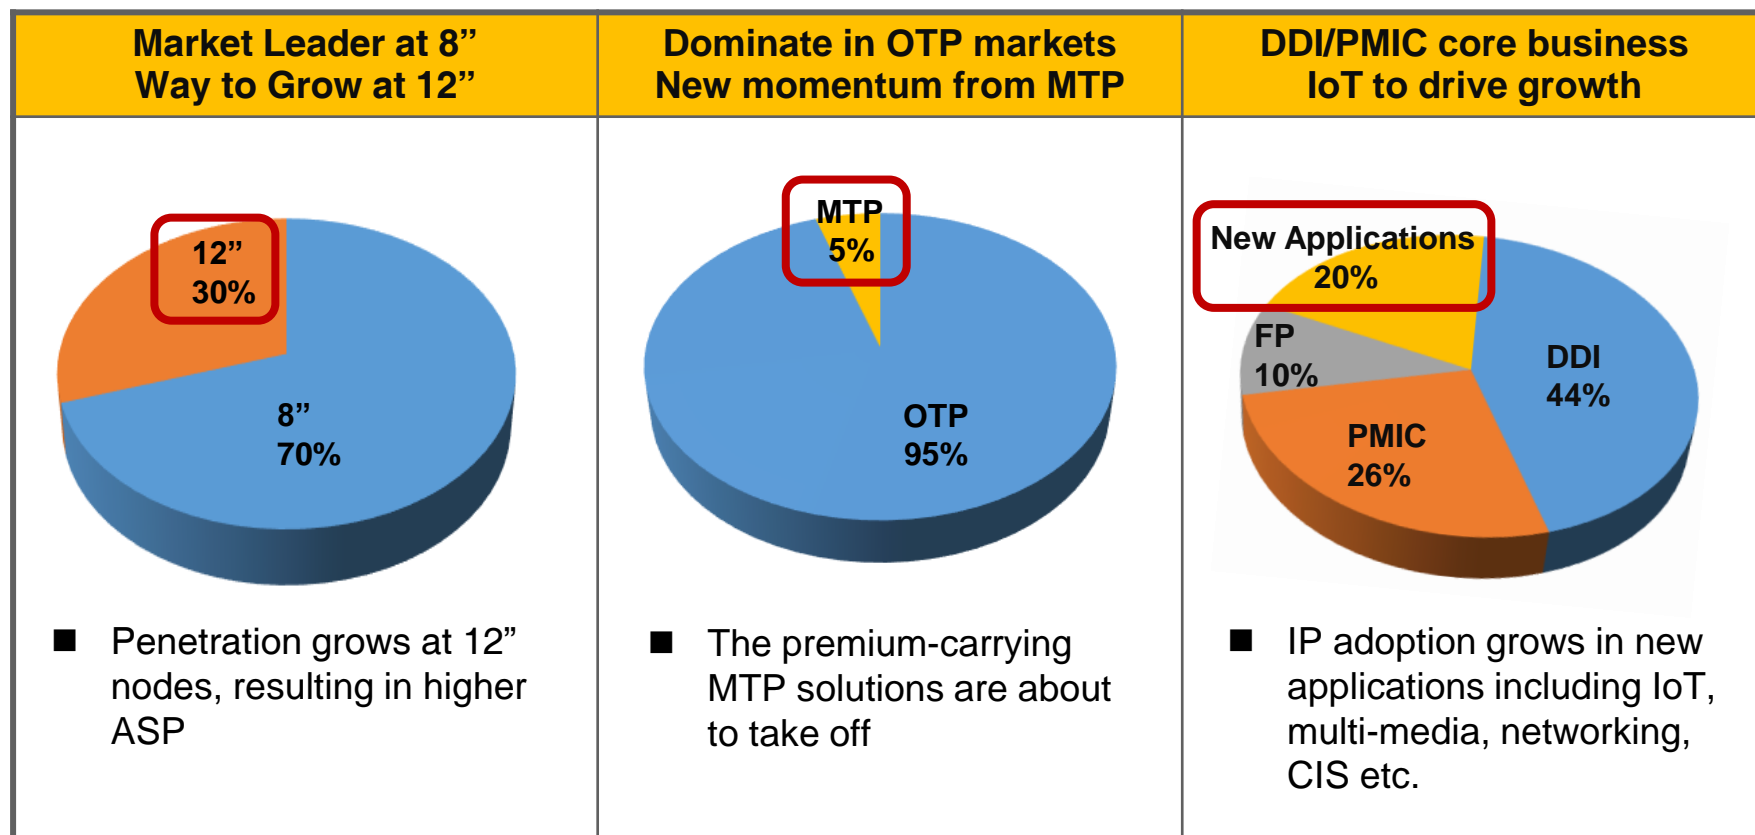 Market Leader at 8”
Way to Grow at 12”
Dominate in OTP markets
New momentum from MTP
DDI/PMIC core business
IoT to drive growth
12”
30%
8”
70%
MTP
5%
OTP
95%
New Applications
20%
FP
10%
DDI
44%
PMIC
26%
■ Penetration grows at 12”
nodes, resulting in higher
ASP
■ The premium-carrying
MTP solutions are about
to take off
■ IP adoption grows in new
applications including IoT,
multi-media, networking,
CIS etc.